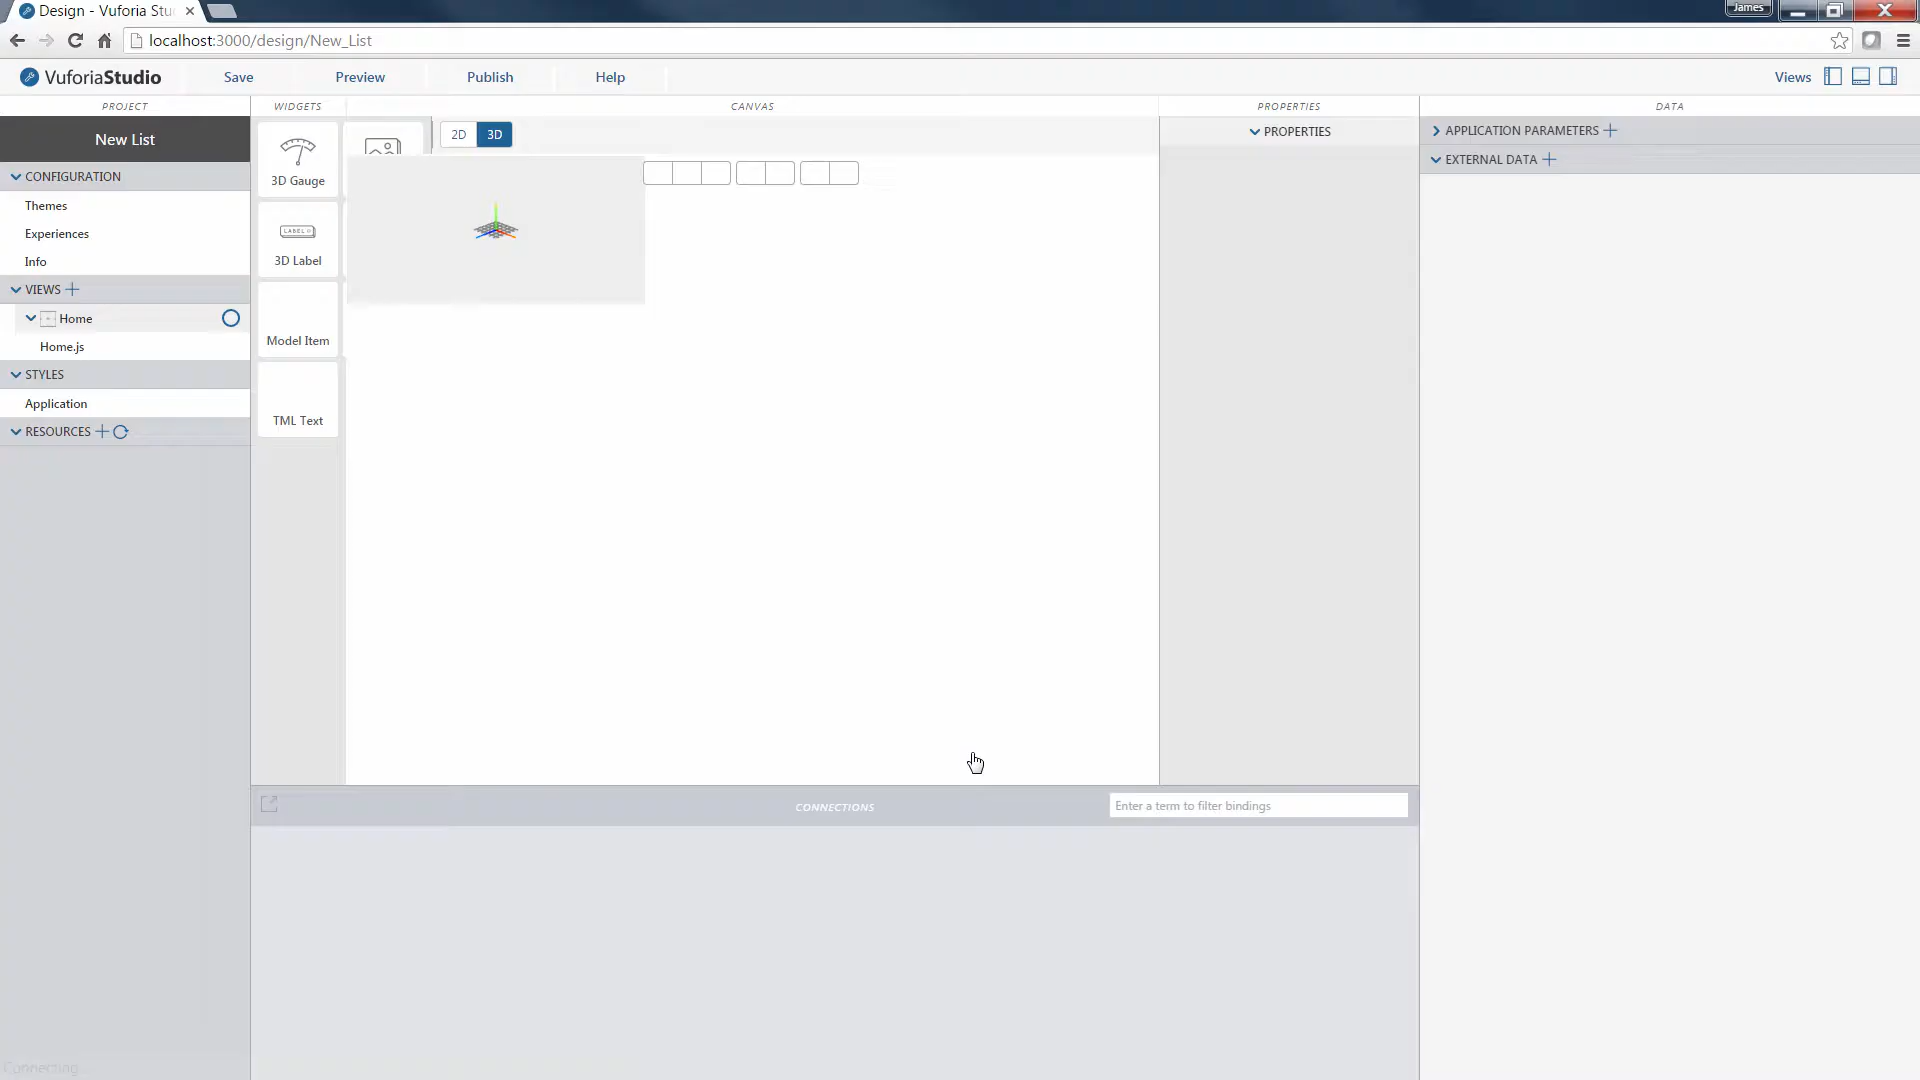 Design - Vuforia Stu
James
localhost:3000/design/New_List
VuforiaStudio
Save
Preview
Publish
Help
Views
PROJECT
WIDGETS
CANVAS
PROPERTIES
DATA
New List
CONFIGURATION
Themes
Experiences
Info
VIEWS
Home
Home.js
STYLES
Application
RESOURCES
3D Gauge
LABEL
3D Label
Model Item
TML Text
2D
3D
PROPERTIES
APPLICATION PARAMETERS
EXTERNAL DATA
CONNECTIONS
Enter a term to filter bindings
Connecting...